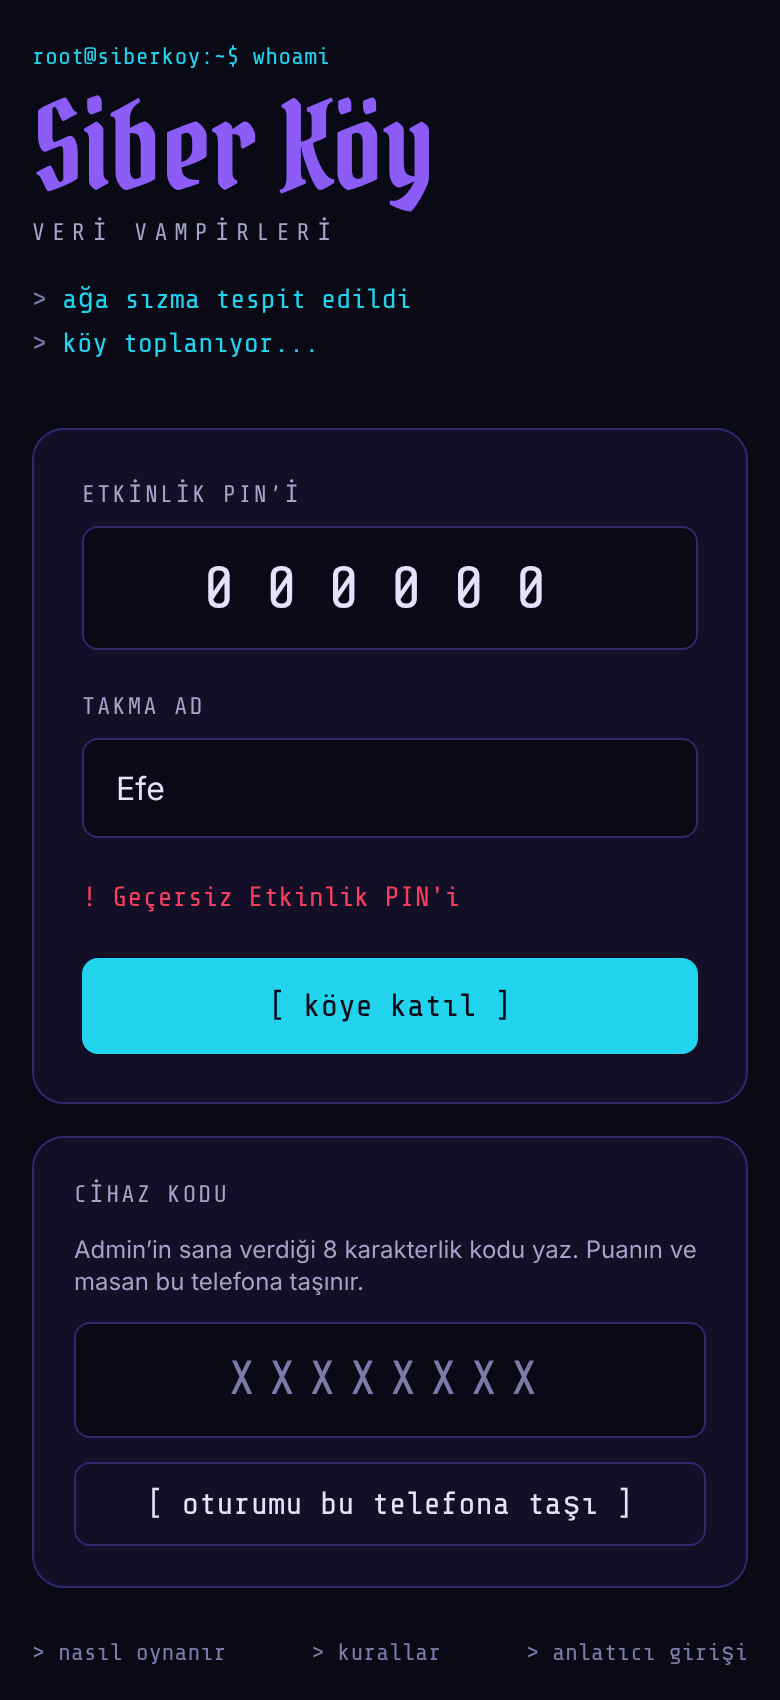 root@siberkoy:~$ whoami
Siber Köy
VERİ VAMPİRLERİ
> ağa sızma tespit edildi
> köy toplanıyor...
ETKİNLİK PIN’İ
0 0 0 0 0 0
TAKMA AD
Efe
! Geçersiz Etkinlik PIN'i
[ köye katıl ]
CİHAZ KODU
Admin’in sana verdiği 8 karakterlik kodu yaz. Puanın ve
masan bu telefona taşınır.
X X X X X X X X
[ oturumu bu telefona taşı ]
> nasıl oynanır > kurallar > anlatıcı girişi